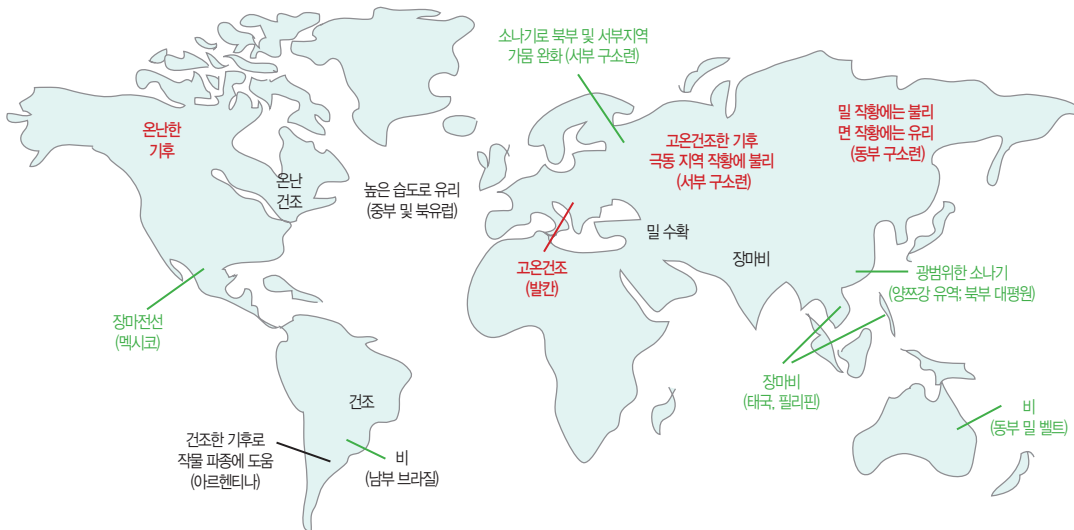 소나기로 북부 및 서부지역
가뭄 완화 (서부 구소련)
온난한
기후
온난
건조
높은 습도로 유리
(중부 및 북유럽)
고온건조한 기후
극동 지역 작황에 불리
(서부 구소련)
밀 작황에는 불리
면 작황에는 유리
(동부 구소련)
밀 수확
장마비
고온건조
(발칸)
광범위한 소나기
(양쯔강 유역; 북부 대평원)
장마전선
(멕시코)
장마비
(태국, 필리핀)
건조
비
(동부 밀 벨트)
건조한 기후로
작물 파종에 도움
(아르헨티나)
비
(남부 브라질)